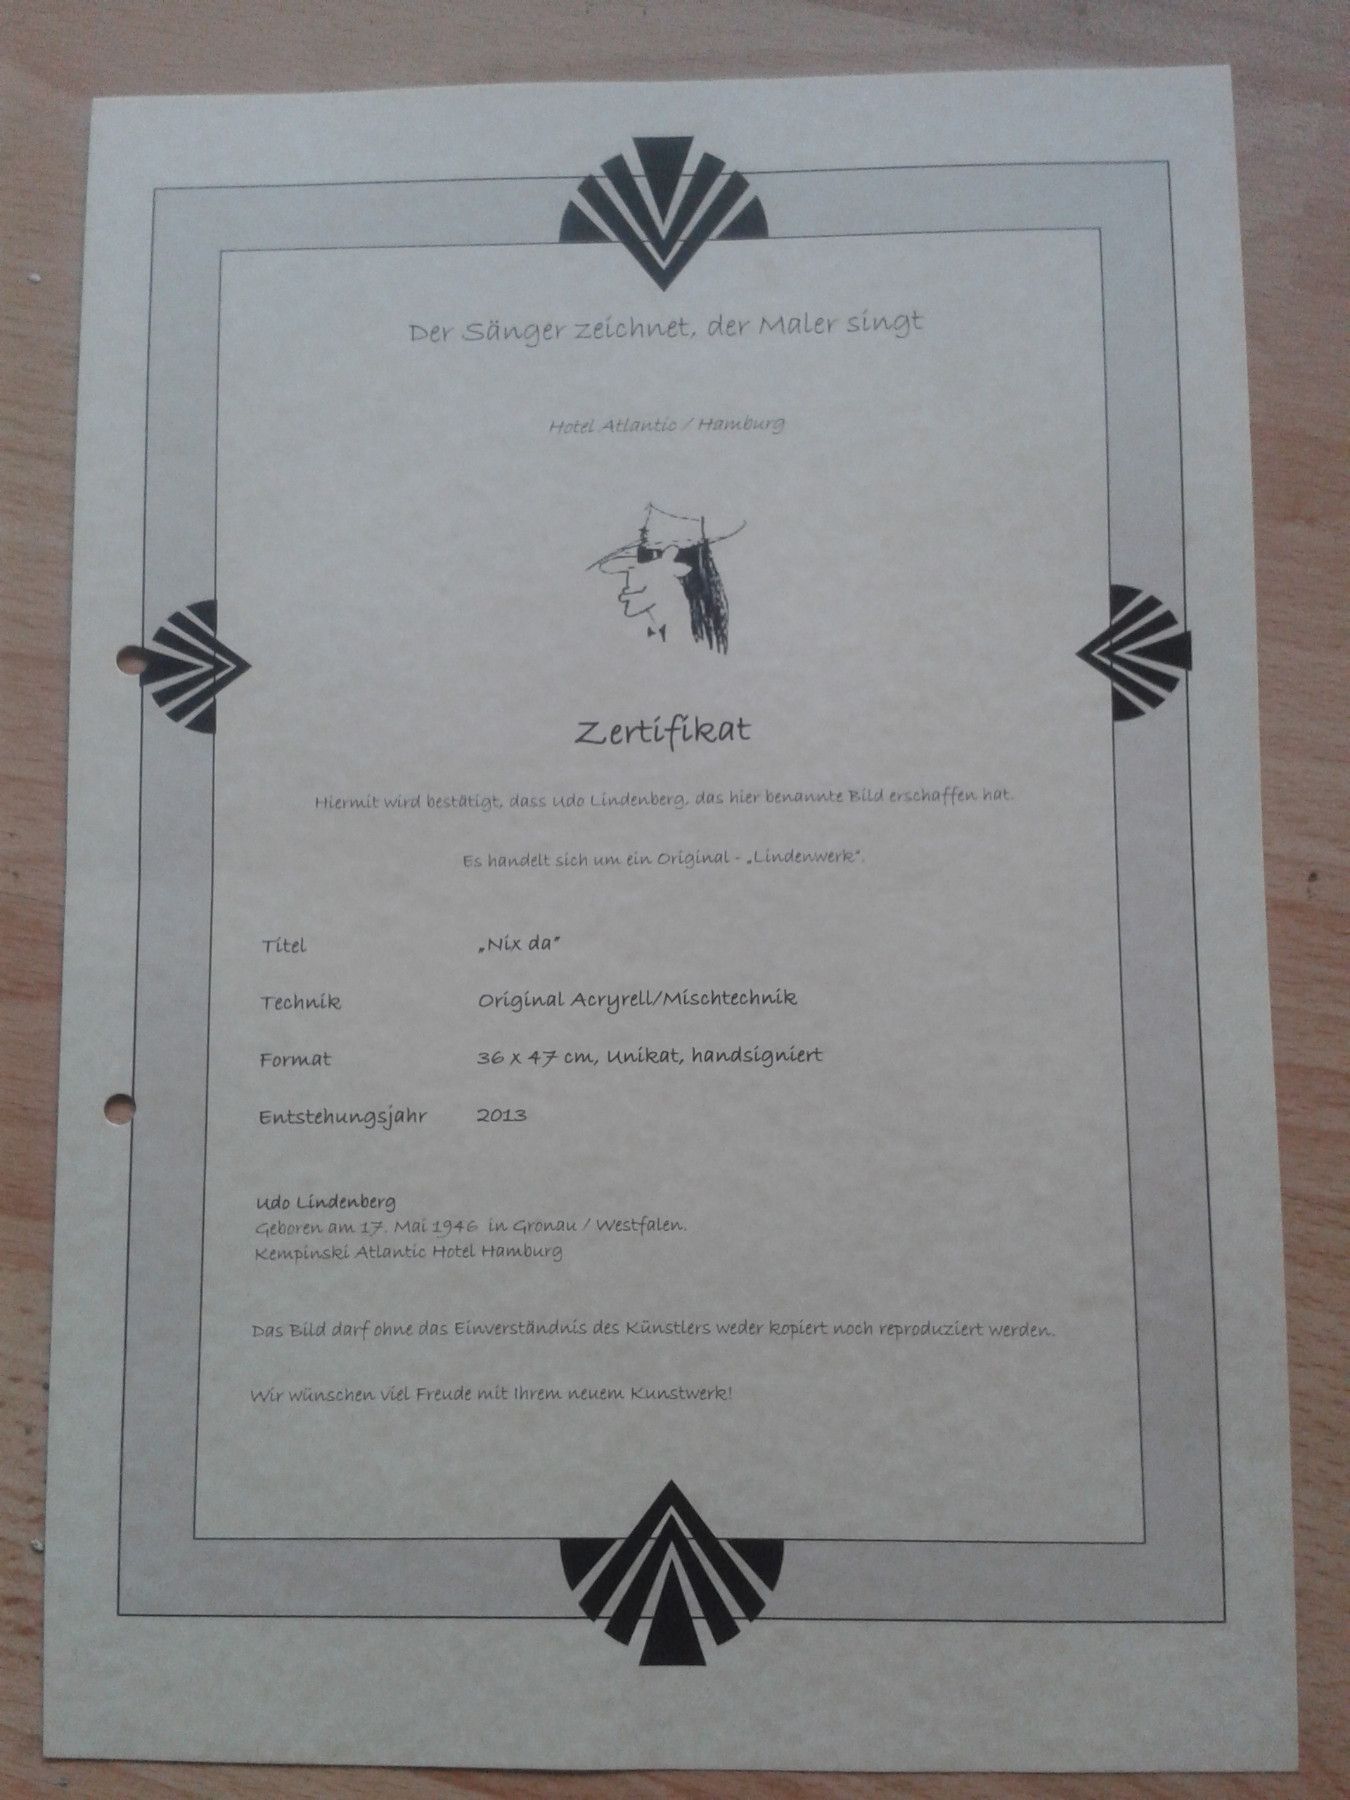 Der Sänger zeichnet, der Maler singt
Hotel Atlantic / Hamburg
Zertifikat
Hiermit wird bestätigt, dass Udo Lindenberg, das hier benannte Bild erschaffen hat.
Es handelt sich um ein Original - „Lindenwerk“.
Titel „Nix da“
Technik Original Acryrell/Mischtechnik
Format 36 x 47 cm, Unikat, handsigniert
Entstehungsjahr 2013
Udo Lindenberg
Geboren am 17. Mai 1946 in Gronau / Westfalen.
Kempinski Atlantic Hotel Hamburg
Das Bild darf ohne das Einverständnis des Künstlers weder kopiert noch reproduziert werden.
Wir wünschen viel Freude mit Ihrem neuem Kunstwerk!